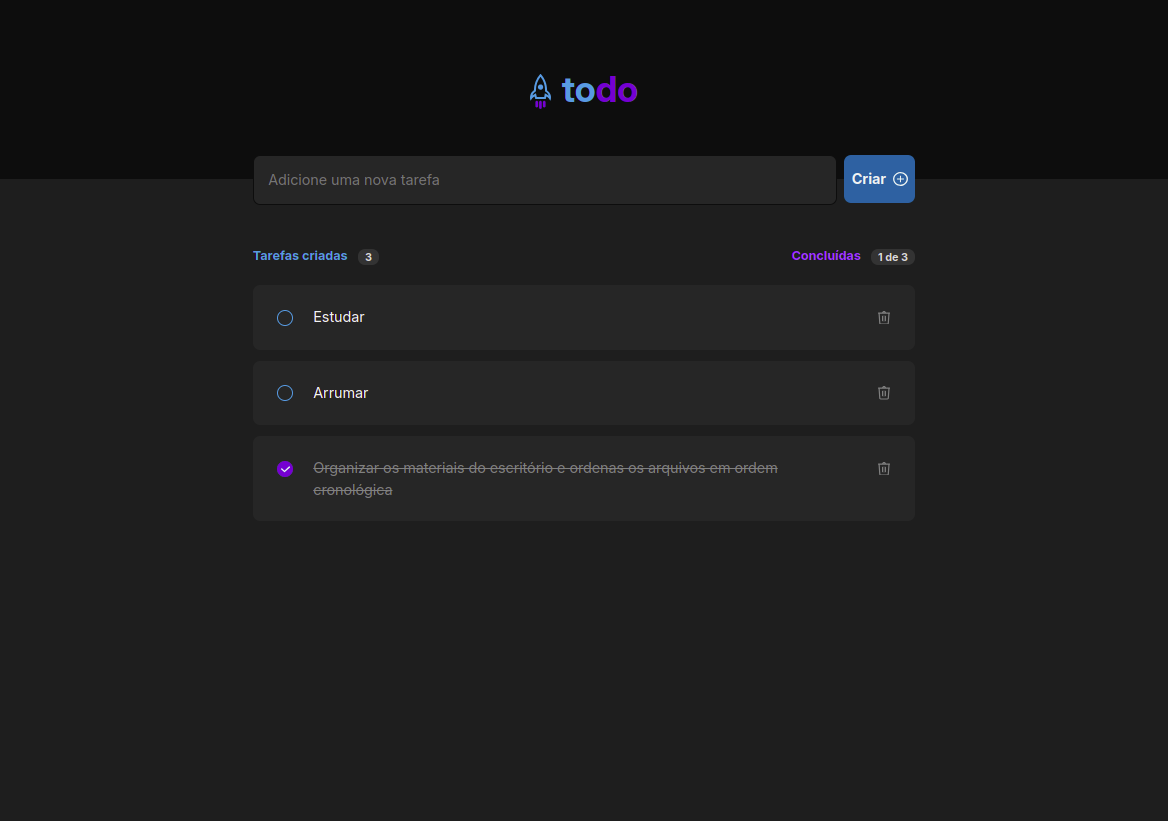 todo
Adicione uma nova tarefa
Criar
Tarefas criadas 3
Concluídas 1 de 3
Estudar
Arrumar
Organizar os materiais do escritório e ordenas os arquivos em ordem
cronológica